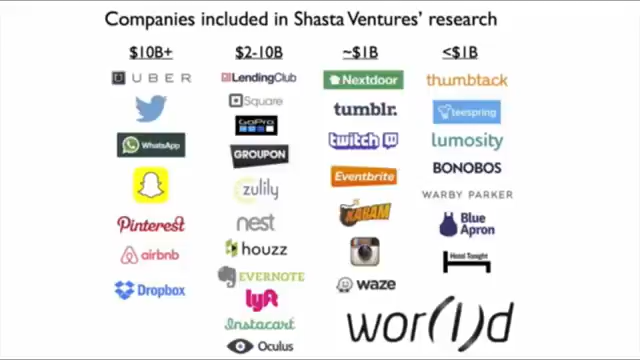 Companies included in Shasta Ventures' research
$10B+
UBER
WhatsApp
Pinterest
airbnb
Dropbox
$2-10B
LendingClub
Square
GoPro
GROUPON
zulily
nest
houzz
EVERNOTE
lyft
Instacart
Oculus
~$1B
Nextdoor
tumblr.
twitch
Eventbrite
KABAM
waze
<$1B
thumbtack
teespring
lumosity
BONOBOS
WARBY PARKER
Blue
Apron
Hotel Tonight
wor(l)d